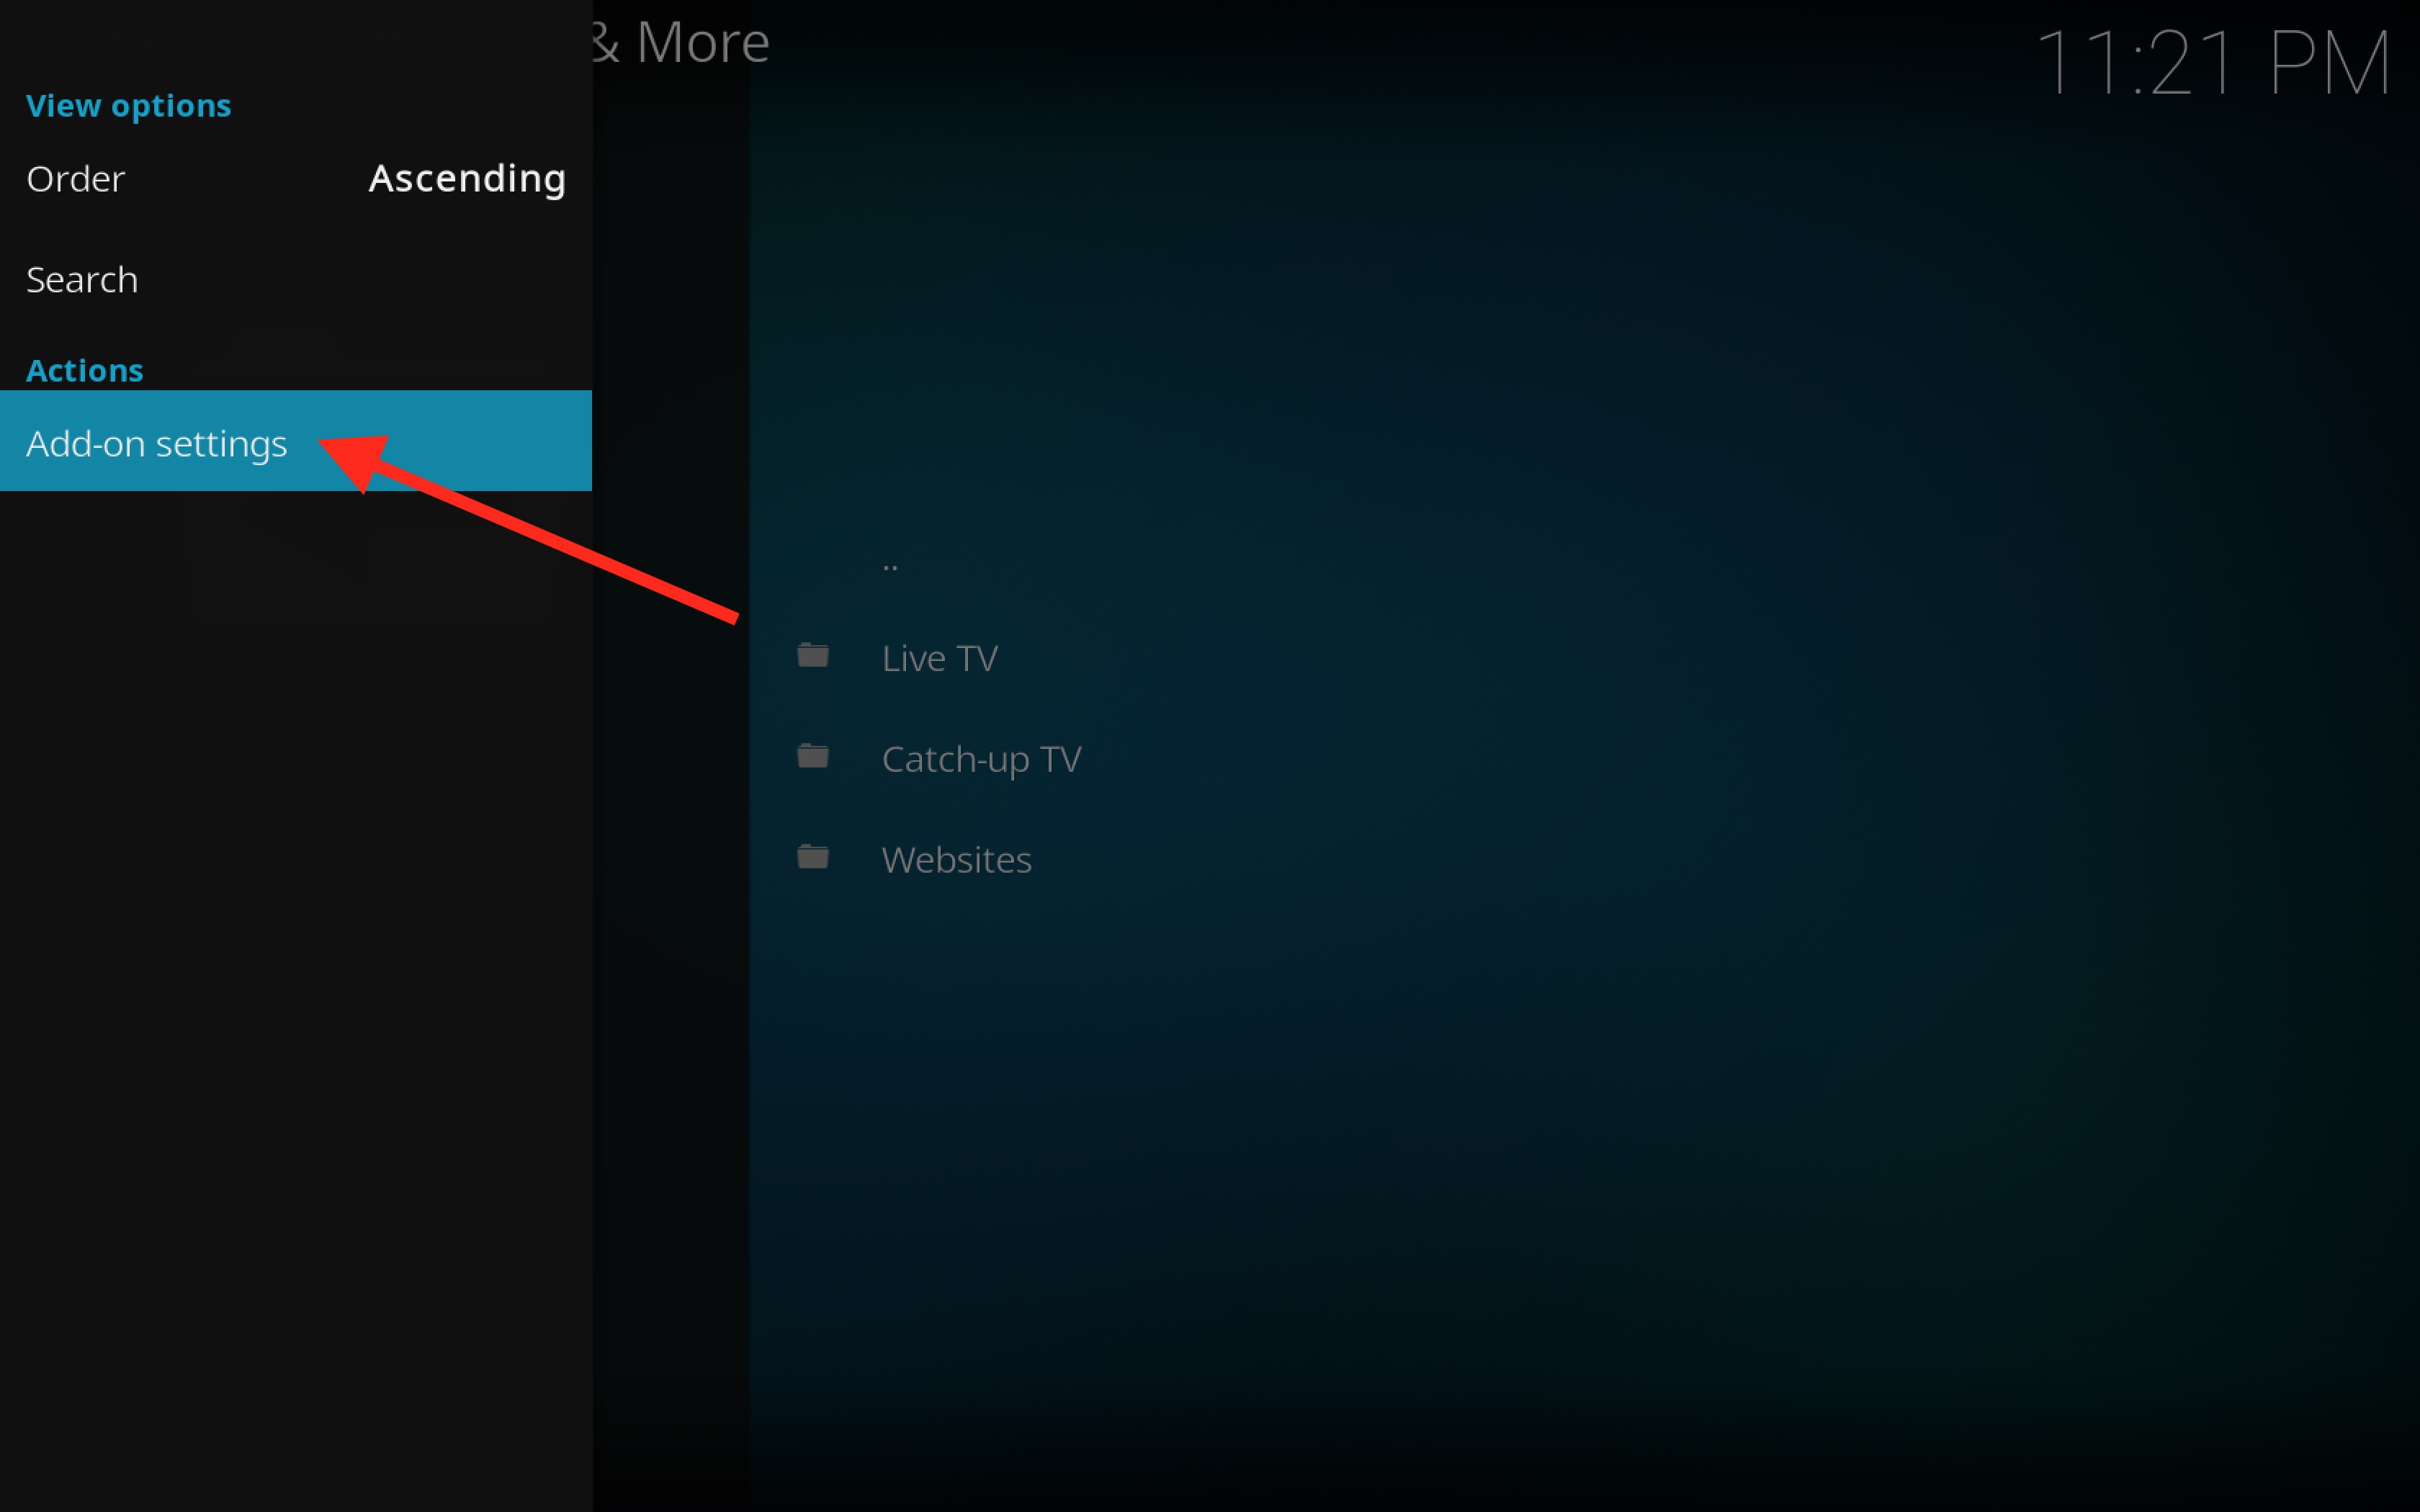 & More
11:21 PM
View options
Order Ascending
Search
Actions
Add-on settings
..
Live TV
Catch-up TV
Websites